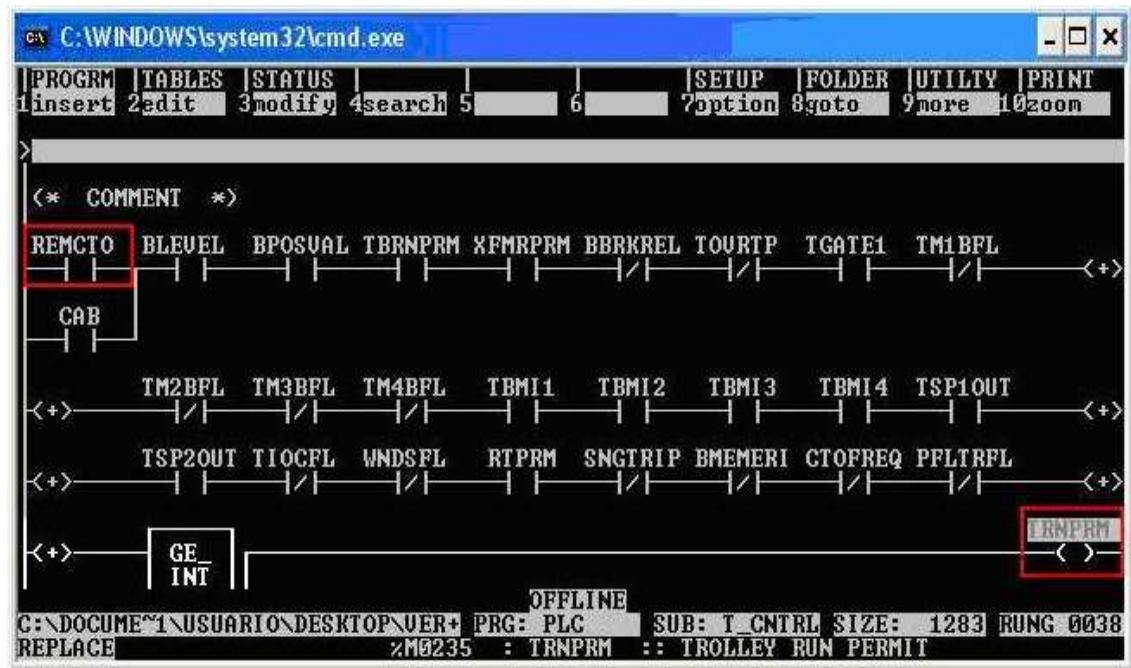 C:\WINDOWS\system32\cmd.exe
|PROGRM |TABLES |STATUS | | |SETUP |FOLDER |UTILTY |PRINT
1insert 2edit 3modify 4search 5 6 7option 8goto 9more 10zoom
>
(* COMMENT *)
REMCTO BLEVEL BPOSVAL TBRNPRM XFMRPRM BBRKREL TOVRTP TGATE1 TM1BFL
<+>
CAB
TM2BFL TM3BFL TM4BFL TBMI1 TBMI2 TBMI3 TBMI4 TSP1OUT
<+> <+>
TSP2OUT TIOCFL WNDSFL RTPRM SNGTRIP BMEMERI CTOFREQ PFLTRFL
<+> <+>
TRNPRM
<+> GE_ ( )
INT
OFFLINE
C:\DOCUME~1\USUARIO\DESKTOP\VER+ PRG: PLC SUB: T_CNTRL SIZE: 1283 RUNG 0038
REPLACE %M0235 : TRNPRM :: TROLLEY RUN PERMIT